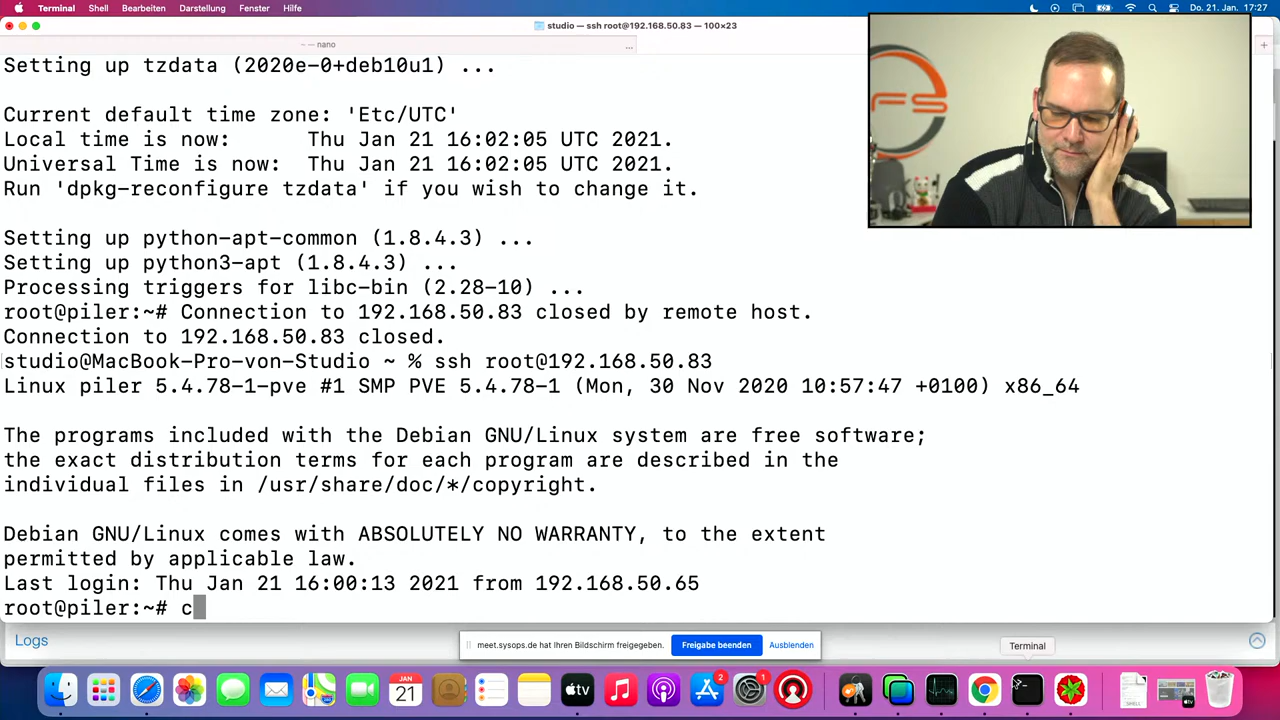 Terminal Shell Bearbeiten Darstellung Fenster Hilfe Do. 21. Jan. 17:27
studio — ssh root@192.168.50.83 — 100×23
~ — nano ...
Setting up tzdata (2020e-0+deb10u1) ...
Current default time zone: 'Etc/UTC'
Local time is now: Thu Jan 21 16:02:05 UTC 2021.
Universal Time is now: Thu Jan 21 16:02:05 UTC 2021.
Run 'dpkg-reconfigure tzdata' if you wish to change it.
Setting up python-apt-common (1.8.4.3) ...
Setting up python3-apt (1.8.4.3) ...
Processing triggers for libc-bin (2.28-10) ...
root@piler:~# Connection to 192.168.50.83 closed by remote host.
Connection to 192.168.50.83 closed.
studio@MacBook-Pro-von-Studio ~ % ssh root@192.168.50.83
Linux piler 5.4.78-1-pve #1 SMP PVE 5.4.78-1 (Mon, 30 Nov 2020 10:57:47 +0100) x86_64
The programs included with the Debian GNU/Linux system are free software;
the exact distribution terms for each program are described in the
individual files in /usr/share/doc/*/copyright.
Debian GNU/Linux comes with ABSOLUTELY NO WARRANTY, to the extent
permitted by applicable law.
Last login: Thu Jan 21 16:00:13 2021 from 192.168.50.65
root@piler:~# c
Logs
meet.sysops.de hat Ihren Bildschirm freigegeben. Freigabe beenden Ausblenden
Terminal
JAN
21
tv
2
1
SHELL
FS